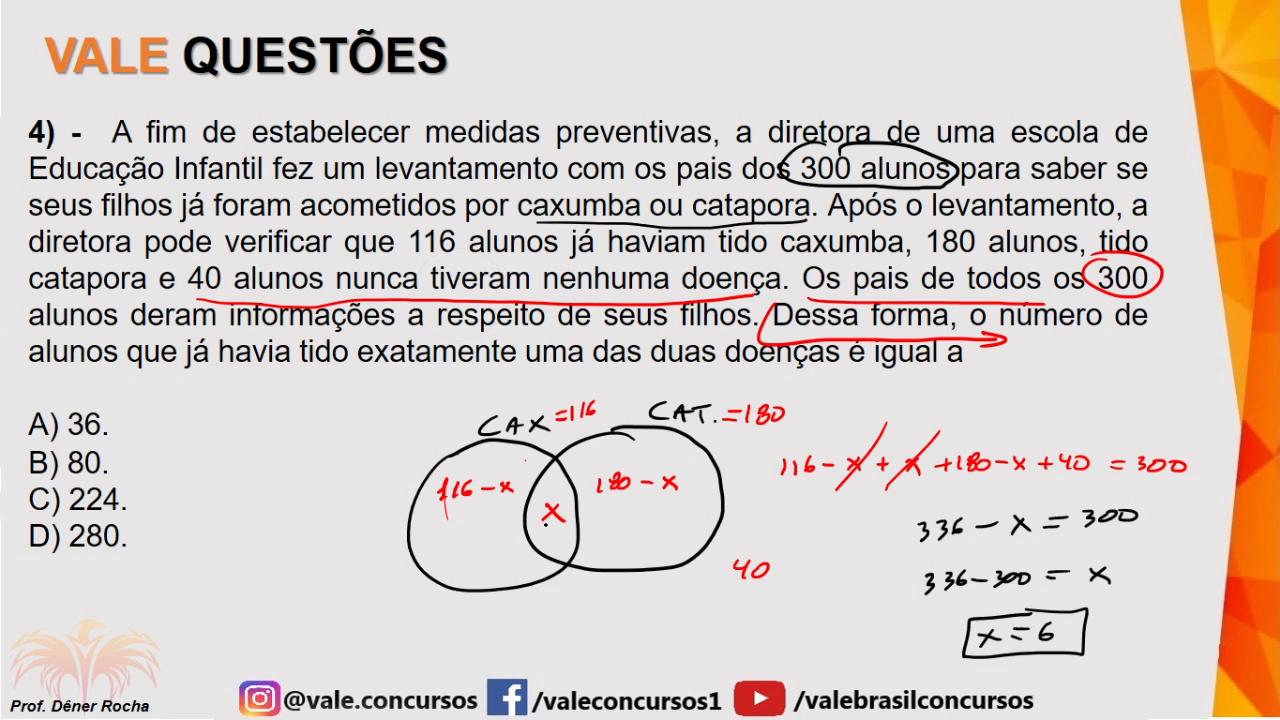 VALE QUESTÕES
4) - A fim de estabelecer medidas preventivas, a diretora de uma escola de
Educação Infantil fez um levantamento com os pais dos 300 alunos para saber se
seus filhos já foram acometidos por caxumba ou catapora. Após o levantamento, a
diretora pode verificar que 116 alunos já haviam tido caxumba, 180 alunos, tido
catapora e 40 alunos nunca tiveram nenhuma doença. Os pais de todos os 300
alunos deram informações a respeito de seus filhos. Dessa forma, o número de
alunos que já havia tido exatamente uma das duas doenças é igual a
A) 36.
B) 80.
C) 224.
D) 280.
CAX =116 CAT. =180
116-x x 180-x
40
116-x+x+180-x+40=300
336-x=300
336-300=x
x=6
Prof. Dêner Rocha
@vale.concursos /valeconcursos1 /valebrasilconcursos